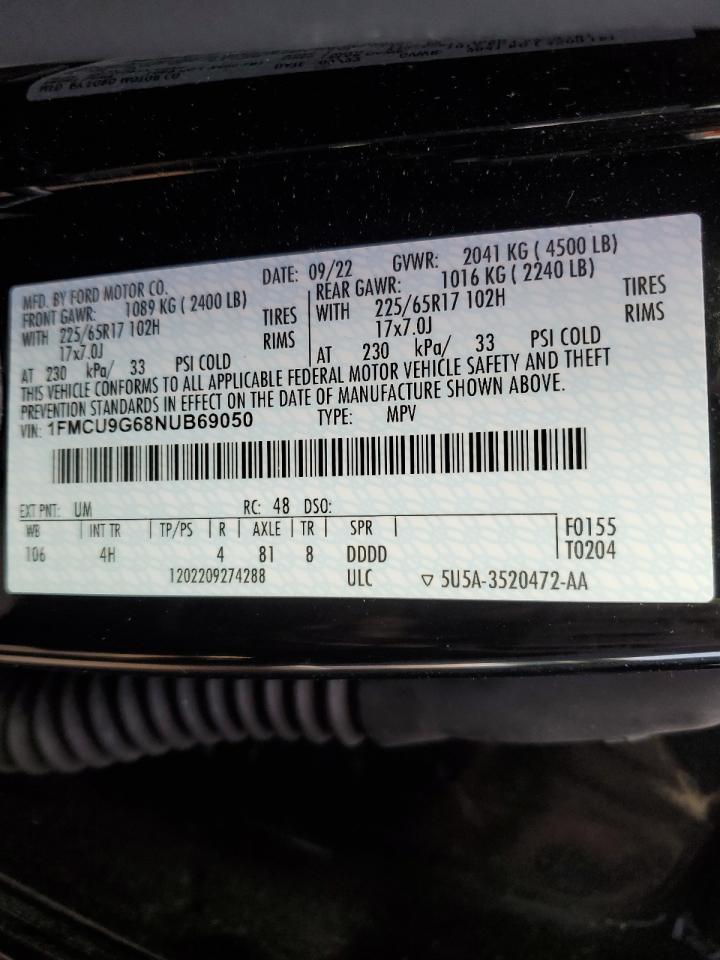 MFD. BY FORD MOTOR CO.
DATE: 09/22 GVWR: 2041 KG ( 4500 LB)
FRONT GAWR: 1089 KG ( 2400 LB) REAR GAWR: 1016 KG ( 2240 LB)
WITH 225/65R17 102H TIRES WITH 225/65R17 102H TIRES
17x7.0J RIMS 17x7.0J RIMS
AT 230 kPa/ 33 PSI COLD AT 230 kPa/ 33 PSI COLD
THIS VEHICLE CONFORMS TO ALL APPLICABLE FEDERAL MOTOR VEHICLE SAFETY AND THEFT
PREVENTION STANDARDS IN EFFECT ON THE DATE OF MANUFACTURE SHOWN ABOVE.
VIN: 1FMCU9G68NUB69050 TYPE: MPV
EXT PNT: UM RC: 48 DSO:
WB | INT TR | TP/PS | R | AXLE | TR | SPR | F0155
106 4H 4 81 8 DDDD T0204
1202209274288 ULC ▽ 5U5A-3520472-AA